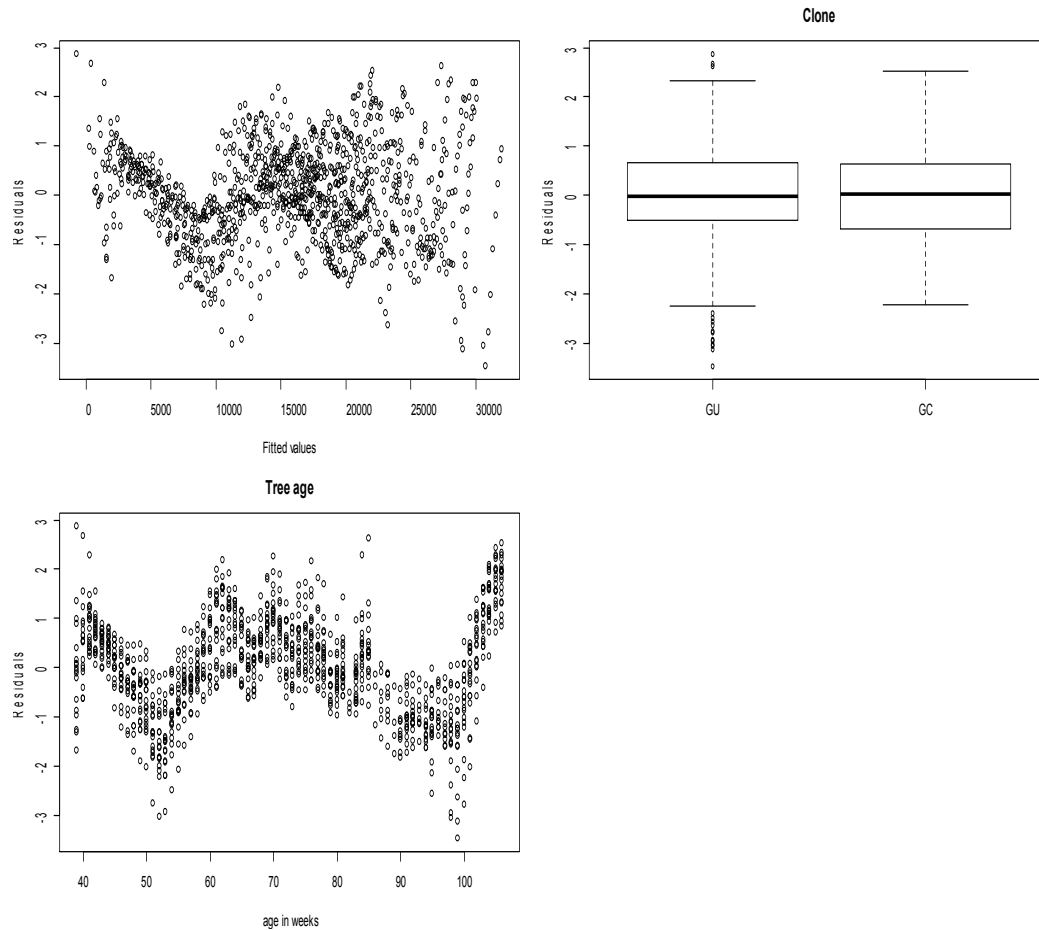 Residuals
3
2
1
0
-1
-2
-3
0 5000 10000 15000 20000 25000 30000
Fitted values
Clone
Residuals
3
2
1
0
-1
-2
-3
GU GC
Tree age
Residuals
3
2
1
0
-1
-2
-3
40 50 60 70 80 90 100
age in weeks